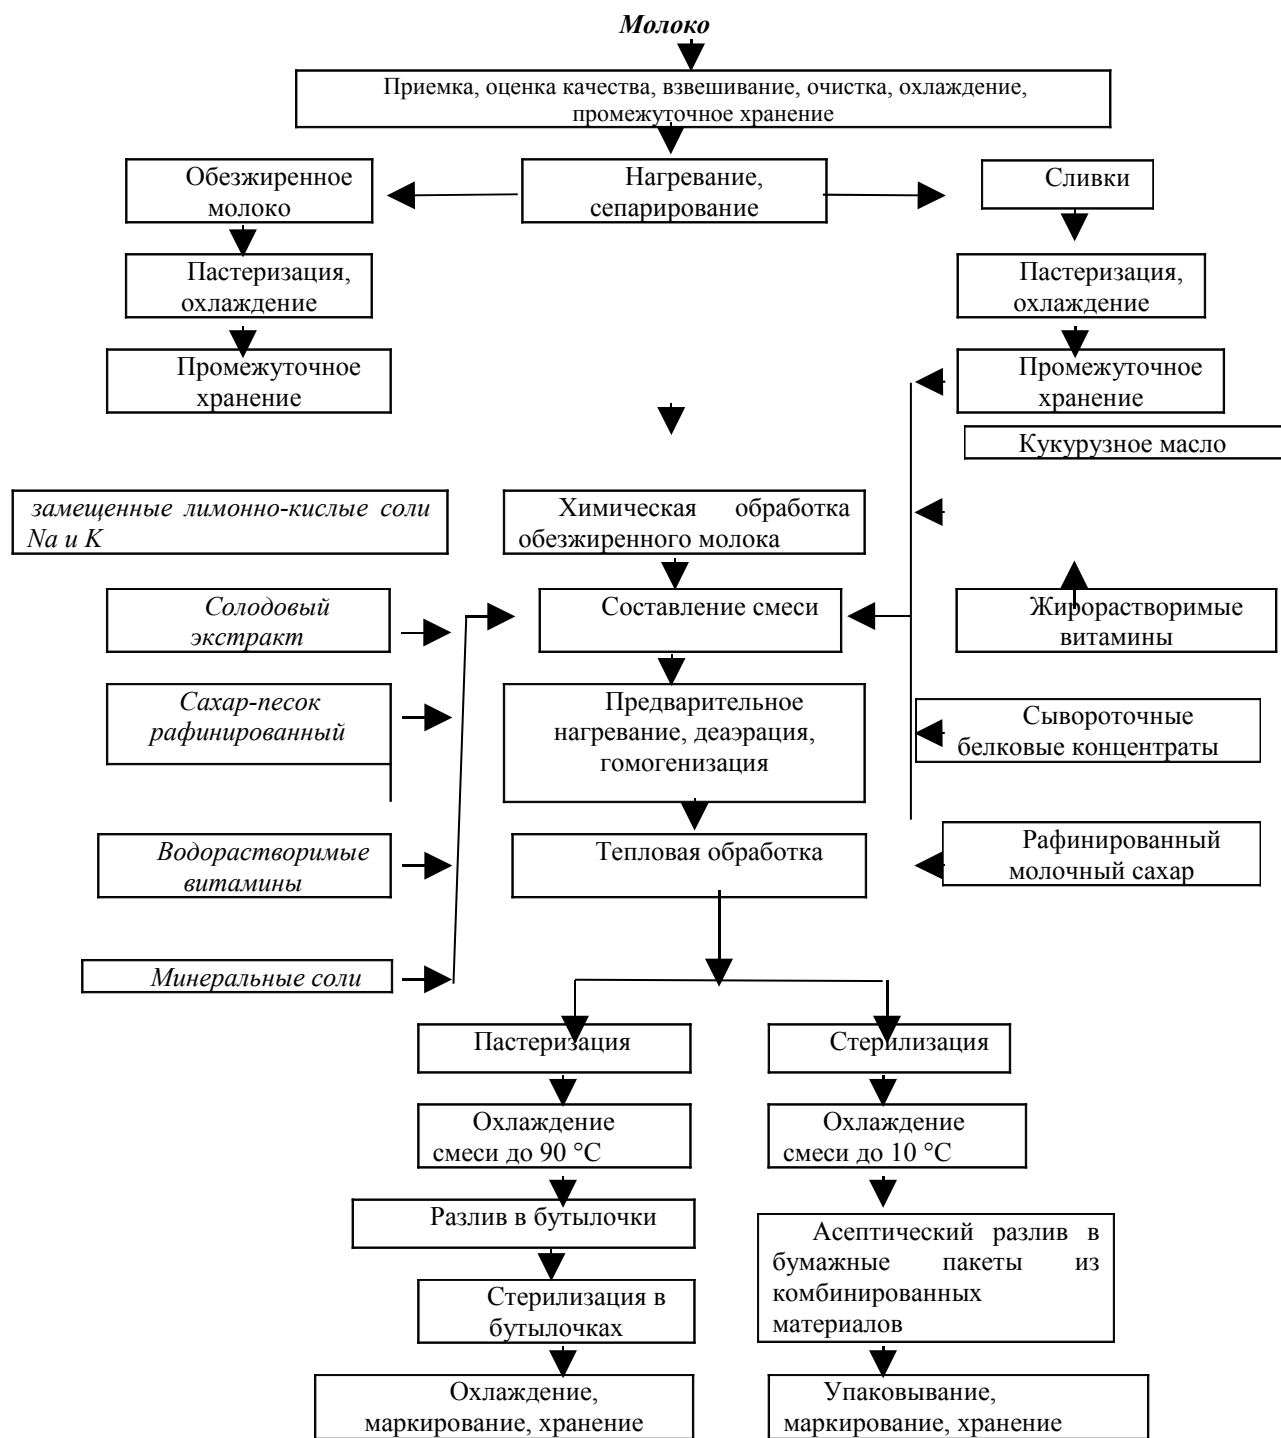 Молоко
Приемка, оценка качества, взвешивание, очистка, охлаждение,
промежуточное хранение
Обезжиренное
молоко
Нагревание,
сепарирование
Сливки
Пастеризация,
охлаждение
Пастеризация,
охлаждение
Промежуточное
хранение
Промежуточное
хранение
Кукурузное масло
замещенные лимонно-кислые соли
Na и K
Химическая обработка
обезжиренного молока
Солодовый
экстракт
Составление смеси
Жирорастворимые
витамины
Сахар-песок
рафинированный
Предварительное
нагревание, деаэрация,
гомогенизация
Сывороточные
белковые концентраты
Водорастворимые
витамины
Тепловая обработка
Рафинированный
молочный сахар
Минеральные соли
Пастеризация
Стерилизация
Охлаждение
смеси до 90 °С
Охлаждение
смеси до 10 °С
Разлив в бутылочки
Асептический разлив в
бумажные пакеты из
комбинированных
материалов
Стерилизация в
бутылочках
Охлаждение,
маркирование, хранение
Упаковывание,
маркирование, хранение